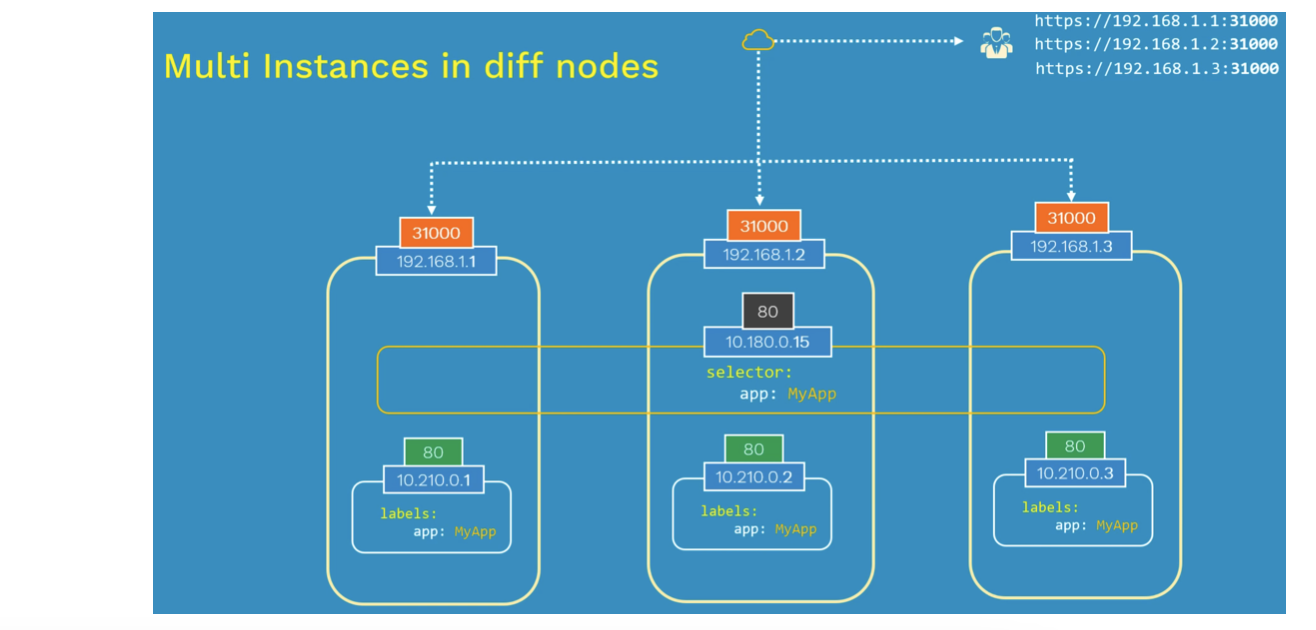 https://192.168.1.1:31000
Multi Instances in diff nodes
https://192.168.1.2:31000
https://192.168.1.3:31000
31000
192.168.1.1
31000
192.168.1.2
31000
192.168.1.3
80
10.180.0.15
selector:
app: MyApp
80
10.210.0.1
labels:
app: MyApp
80
10.210.0.2
labels:
app: MyApp
80
10.210.0.3
labels:
app: MyApp